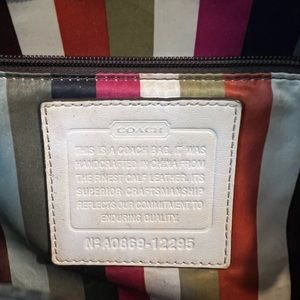 COACH
THIS IS A COACH BAG. IT WAS
HANDCRAFTED IN CHINA FROM
THE FINEST CALF LEATHER. ITS
SUPERIOR CRAFTSMANSHIP
REFLECTS OUR COMMITMENT TO
ENDURING QUALITY.
Nº A0869-12295